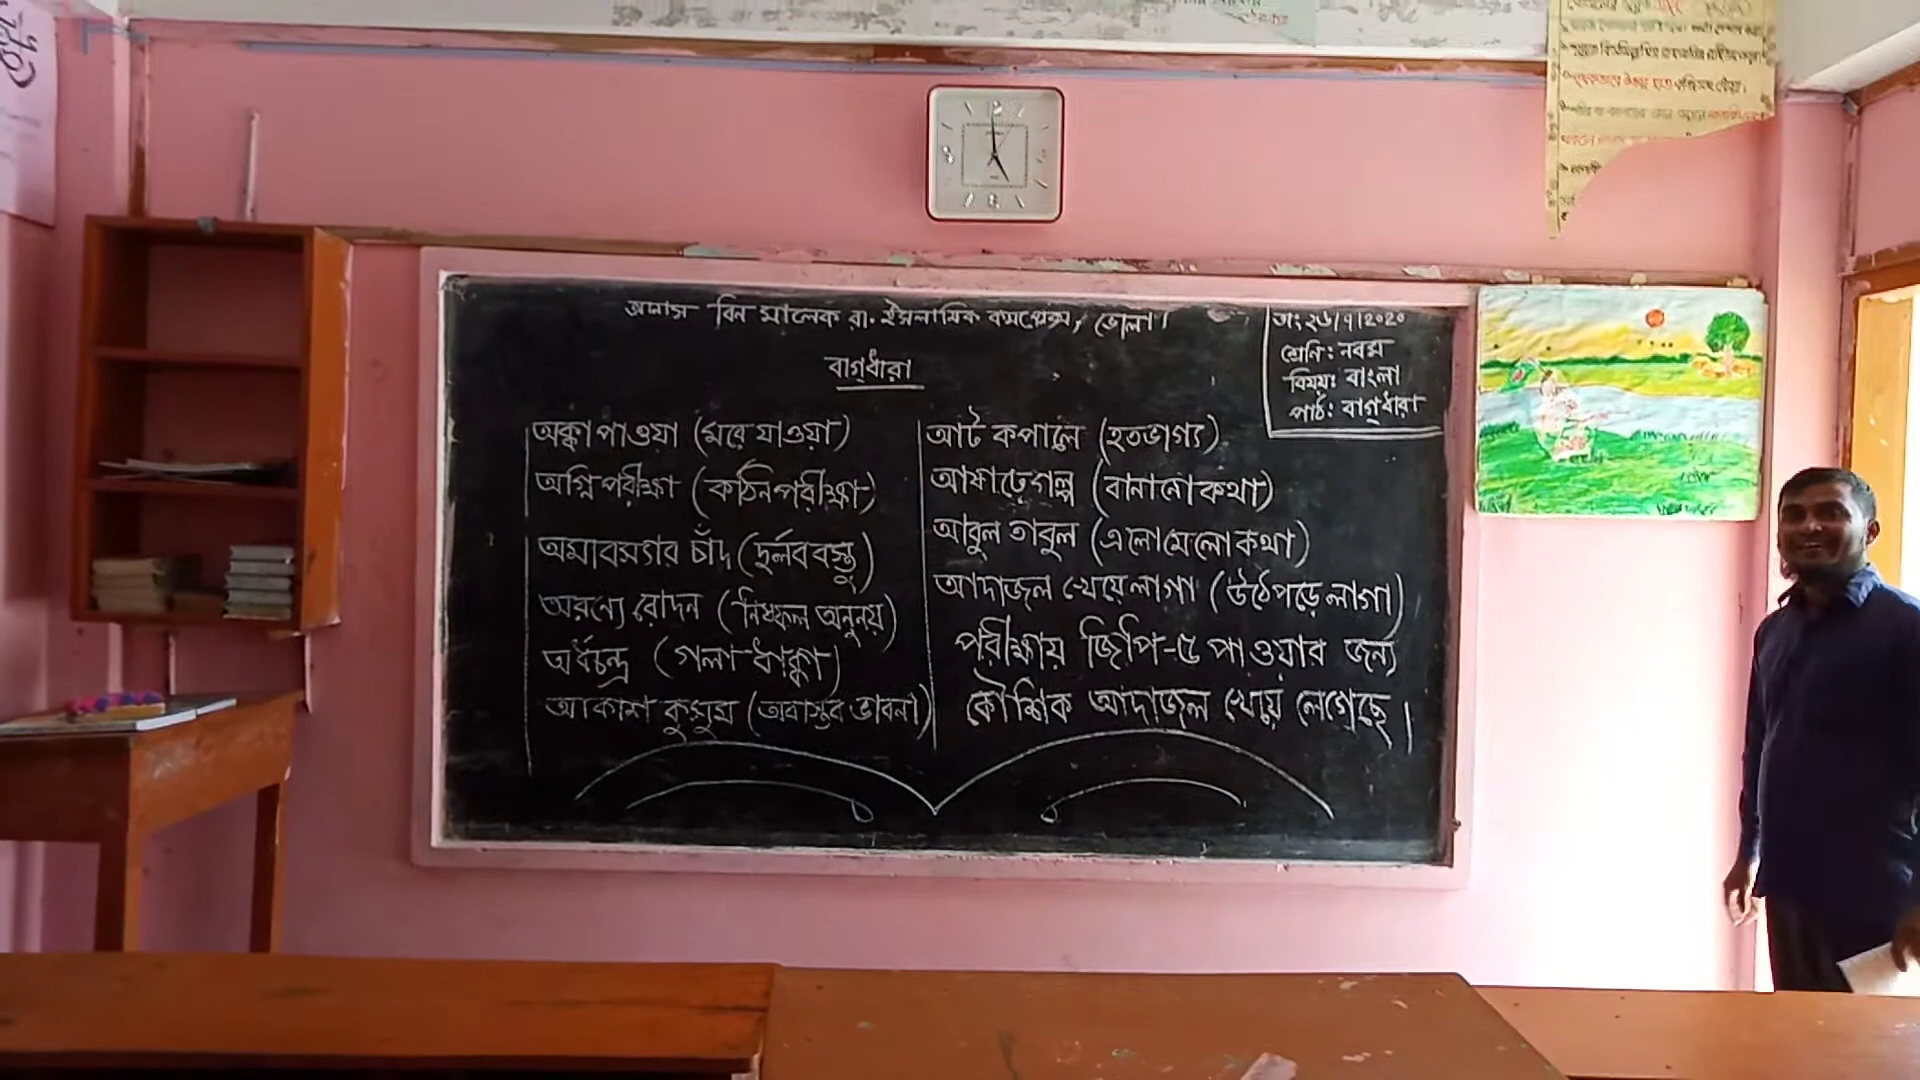 আনাস বিন মালেক রা. ইসলামিক কমপ্লেক্স, ভোলা।
বাগ্‌ধারা
তাং ২৬/৭/২০২০
শ্রেনি: নবম
বিষয়: বাংলা
পাঠ: বাগ্‌ধারা
অক্কা পাওয়া (মরে যাওয়া)
অগ্নি পরীক্ষা (কঠিন পরীক্ষা)
অমাবস্যার চাঁদ (দুর্লব বস্তু)
অরণ্যে রোদন (নিষ্ফল অনুনয়)
অর্ধচন্দ্র (গলা ধাক্কা)
আকাশ কুসুম (অবাস্তব ভাবনা)
আট কপালে (হতভাগ্য)
আষাঢ়ে গল্প (বানানো কথা)
আবুল তাবুল (এলোমেলো কথা)
আদাজল খেয়ে লাগা (উঠে পড়ে লাগা)
পরীক্ষায় জিপি-৫ পাওয়ার জন্য
কৌশিক আদাজল খেয়ে লেগেছে।